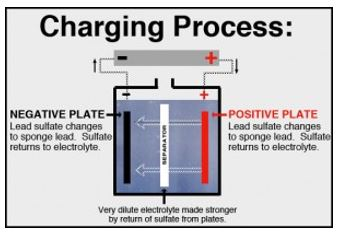 Charging Process:
- +
- +
NEGATIVE PLATE
Lead sulfate changes
to sponge lead. Sulfate
returns to electrolyte.
SEPARATOR
POSITIVE PLATE
Lead sulfate changes
to sponge lead. Sulfate
returns to electrolyte.
Very dilute electrolyte made stronger
by return of sulfate from plates.